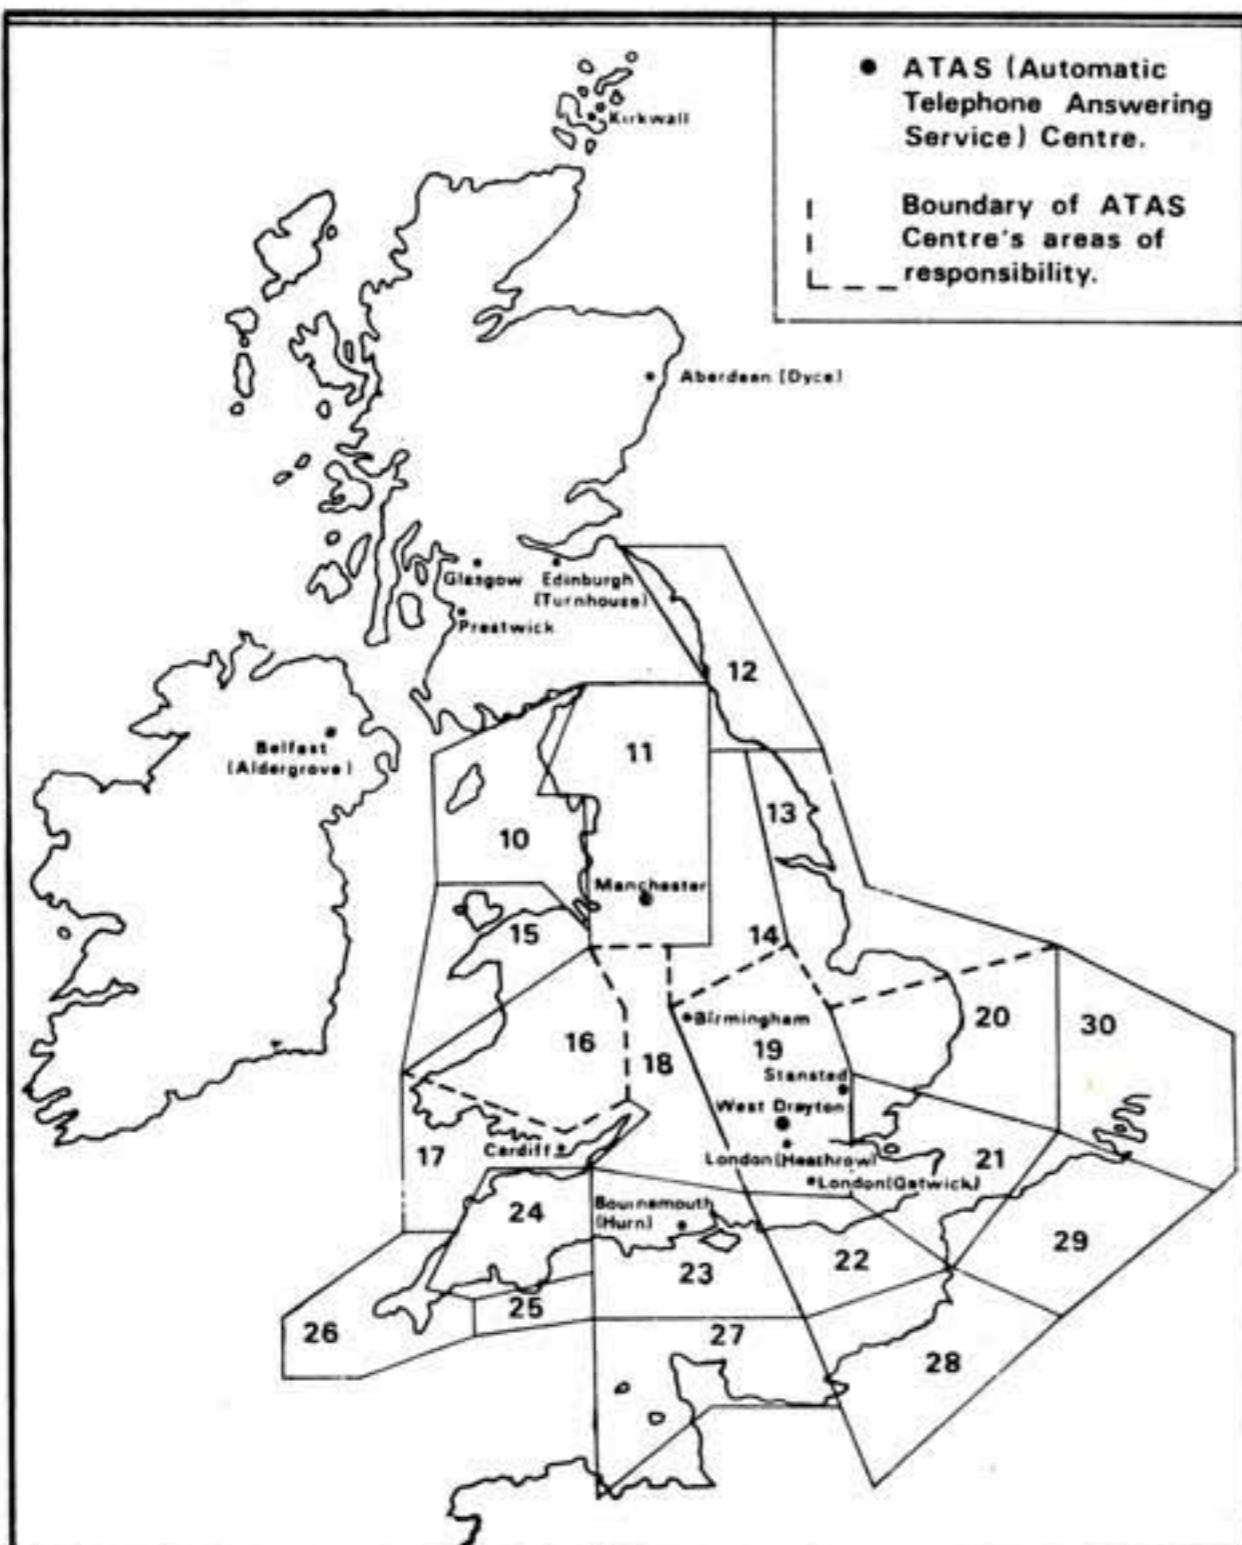 ATAS (Automatic
Telephone Answering
Service) Centre.
Boundary of ATAS
Centre's areas of
responsibility.
Kirkwall
Aberdeen (Dyce)
Glasgow
Edinburgh
(Turnhouse)
Prestwick
12
Belfast
(Aldergrove)
11
13
10
Manchester
15
14
20
30
Birmingham
16
19
18
Stansted
West Drayton
Cardiff
London (Heathrow)
17
21
London (Gatwick)
Bournemouth
(Hurn)
24
29
22
23
25
26
27
28